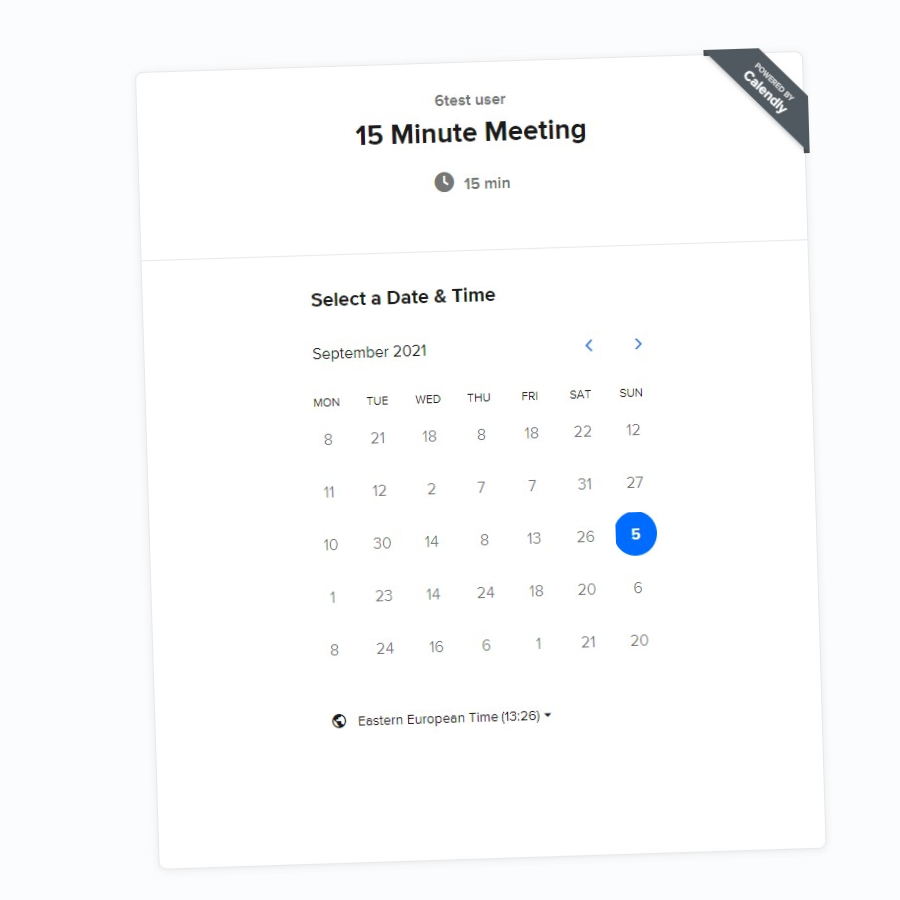 POWERED BY
Calendly
6test user
15 Minute Meeting
15 min
Select a Date & Time
September 2021
MON TUE WED THU FRI SAT SUN
8 21 18 8 18 22 12
11 12 2 7 7 31 27
10 30 14 8 13 26 5
1 23 14 24 18 20 6
8 24 16 6 1 21 20
Eastern European Time (13:26)